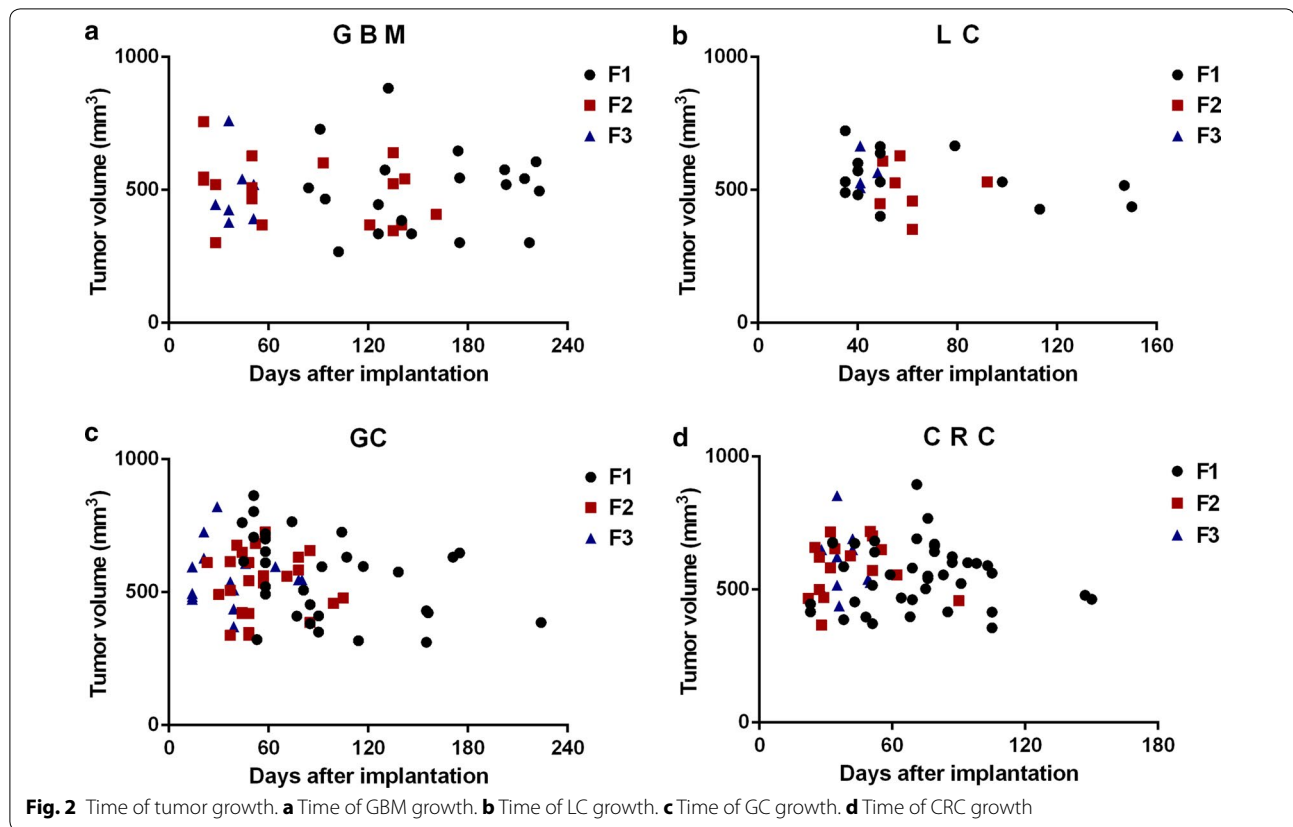 a
G B M
1000
500
0
Tumor volume (mm³)
0 60 120 180 240
Days after implantation
F1
F2
F3
b
L C
1000
500
0
Tumor volume (mm³)
0 40 80 120 160
Days after implantation
F1
F2
F3
c
GC
1000
500
0
Tumor volume (mm³)
0 60 120 180 240
Days after implantation
F1
F2
F3
d
C R C
1000
500
0
Tumor volume (mm³)
0 60 120 180
Days after implantation
F1
F2
F3
Fig. 2 Time of tumor growth. a Time of GBM growth. b Time of LC growth. c Time of GC growth. d Time of CRC growth